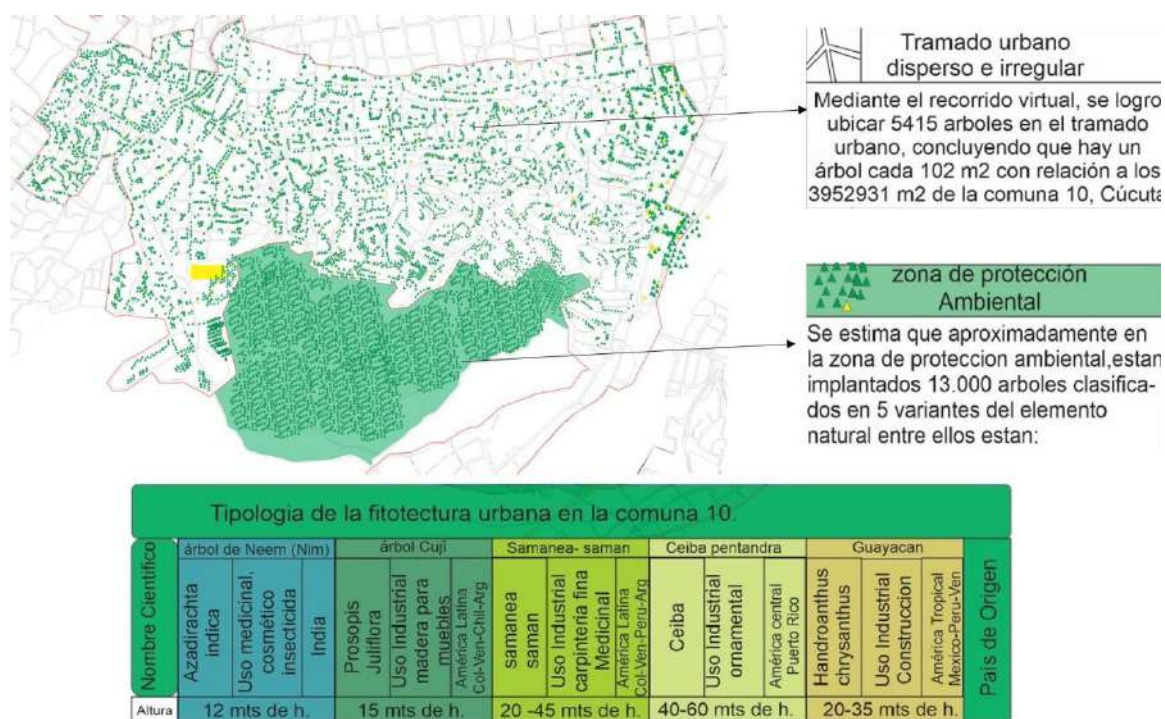 Tramado urbano
disperso e irregular
Mediante el recorrido virtual, se logro
ubicar 5415 arboles en el tramado
urbano, concluyendo que hay un
árbol cada 102 m2 con relación a los
3952931 m2 de la comuna 10, Cúcuta
zona de protección
Ambiental
Se estima que aproximadamente en
la zona de proteccion ambiental,estan
implantados 13.000 arboles clasifica-
dos en 5 variantes del elemento
natural entre ellos estan:
Tipologia de la fitotectura urbana en la comuna 10.
Nombre Cientifico
árbol de Neem (Nim)
Azadirachta
indica
Uso medicinal,
cosmético
insecticida
India
árbol Cují
Prosopis
Juliflora
Uso Industrial
madera para
muebles
América Latina
Col-Ven-Chil-Arg
Samanea- saman
samanea
saman
Uso Industrial
carpinteria fina
Medicinal
América Latina
Col-Ven-Peru-Arg
Ceiba pentandra
Ceiba
Uso Industrial
ornamental
América central
Puerto Rico
Guayacan
Handroanthus
chrysanthus
Uso Industrial
Construccion
América Tropical
Mexico-Peru-Ven
Pais de Origen
Altura
12 mts de h.
15 mts de h.
20 -45 mts de h.
40-60 mts de h.
20-35 mts de h.